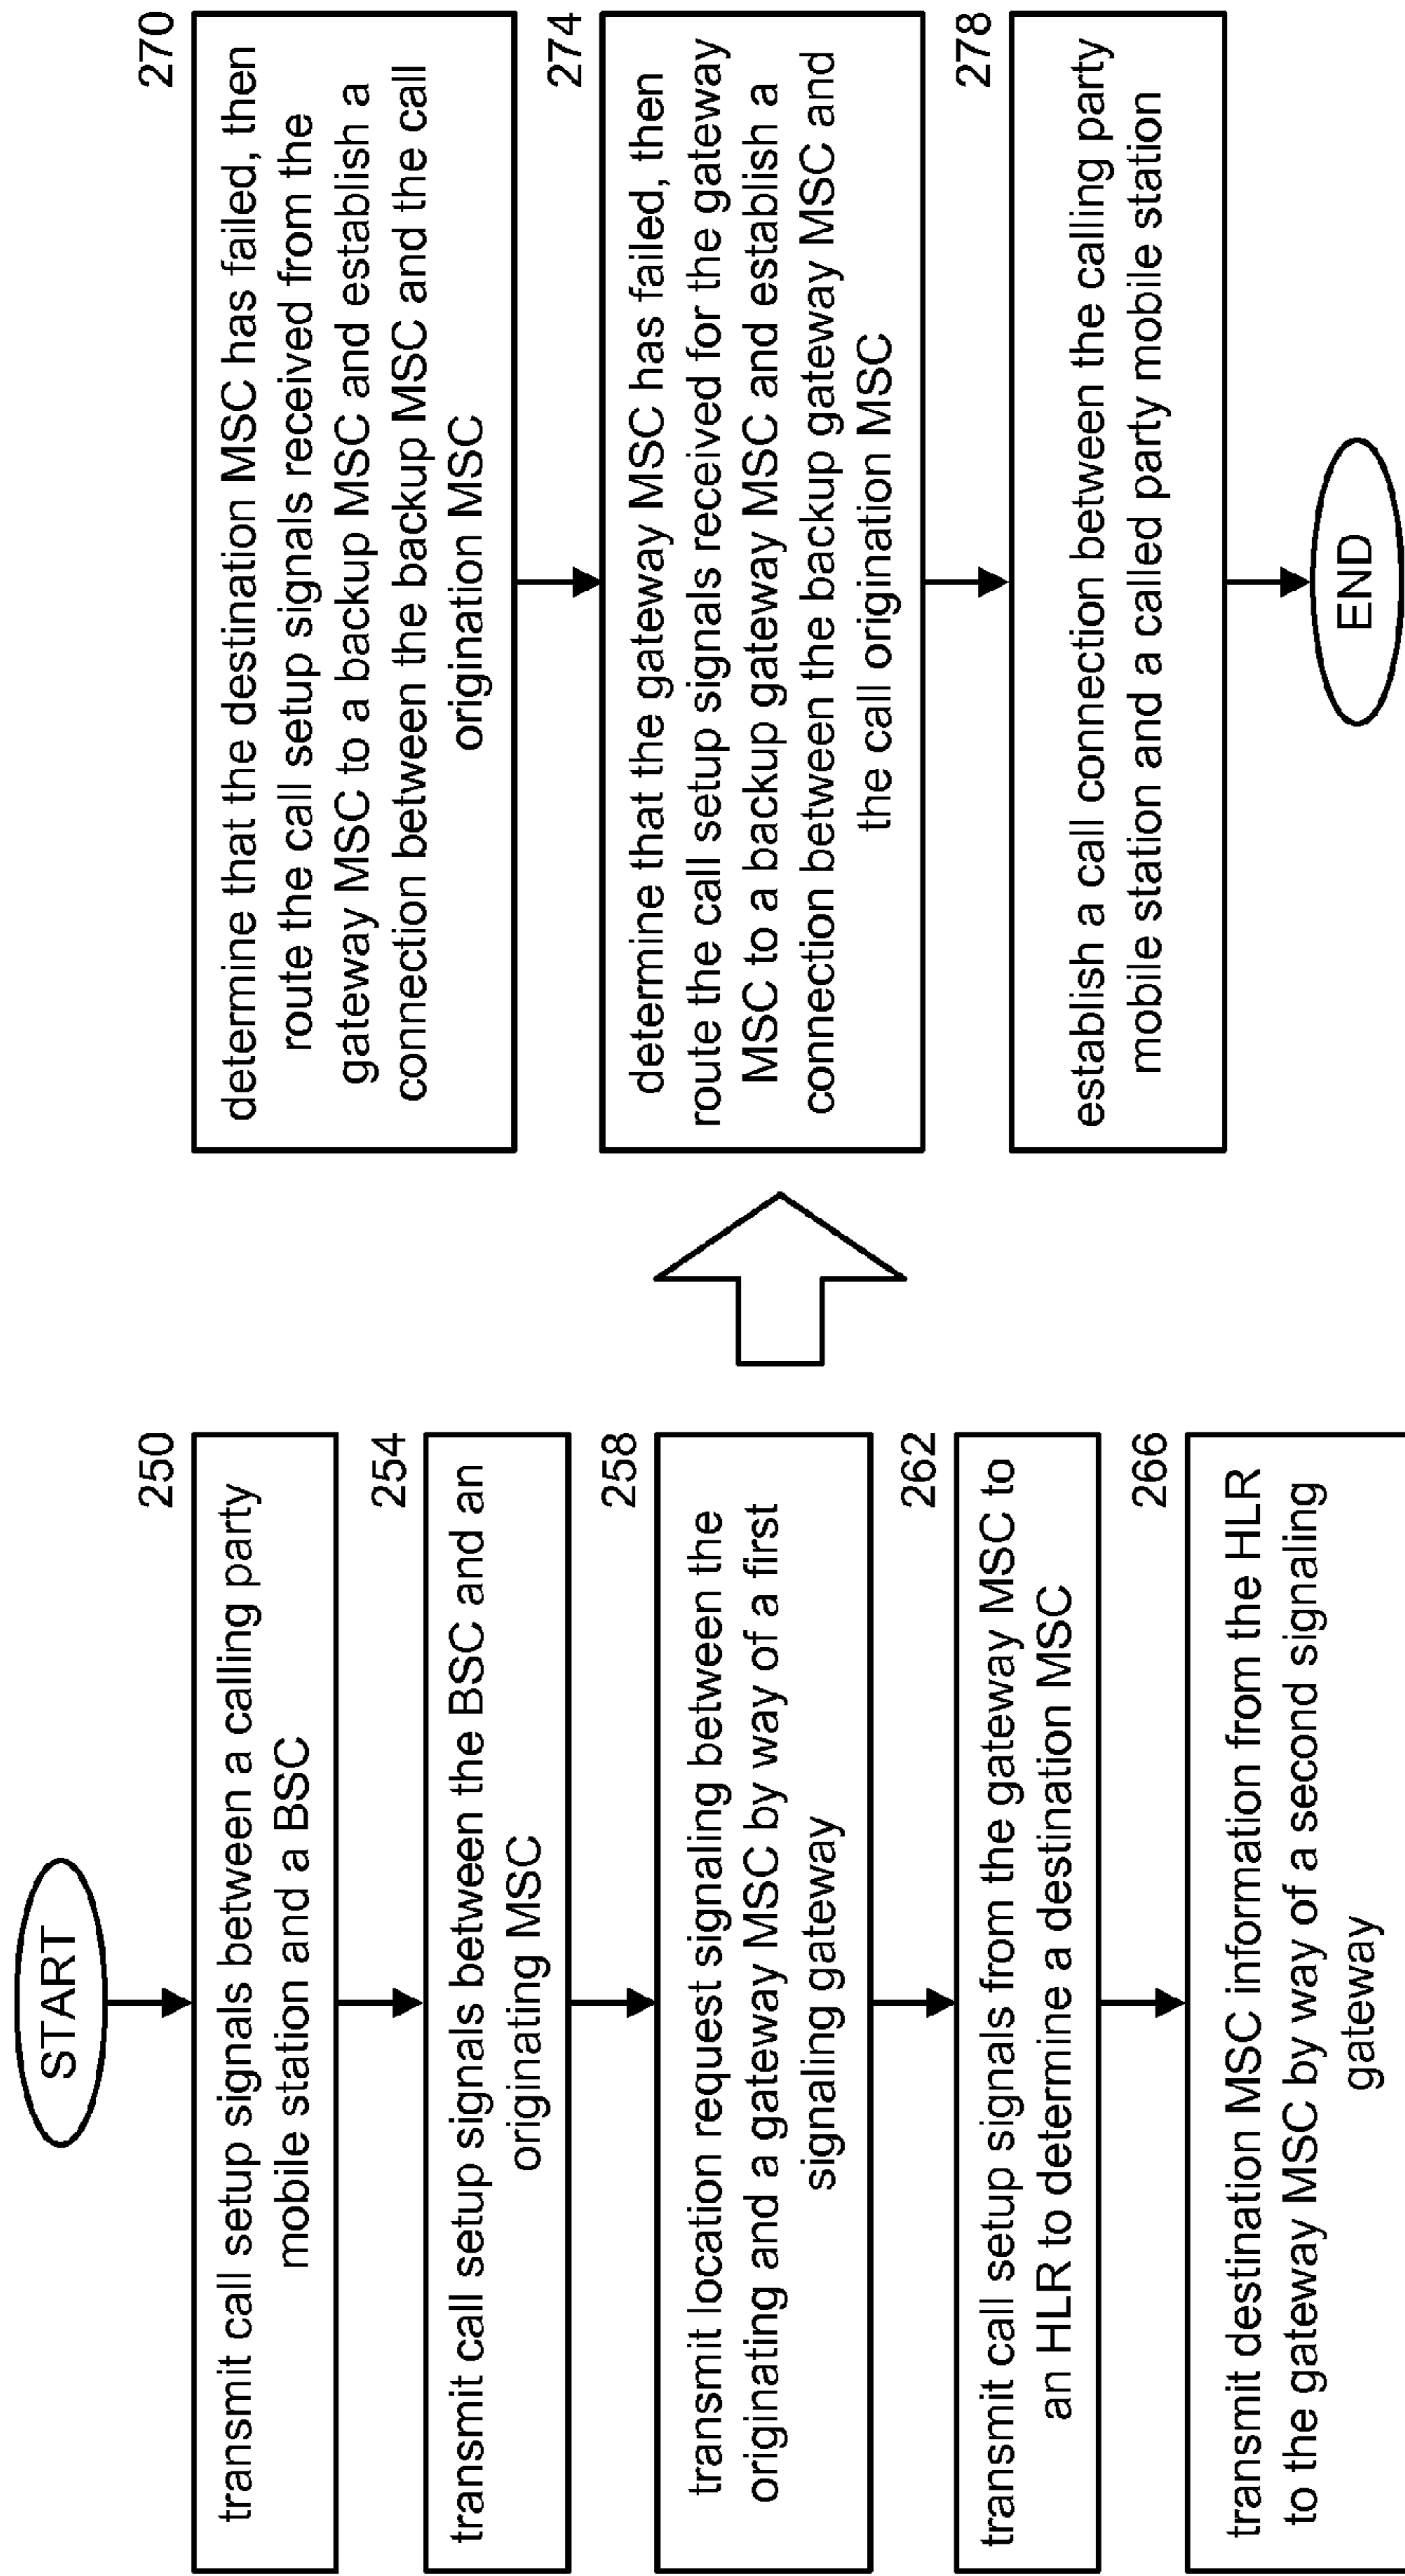 START
250
transmit call setup signals between a calling party
mobile station and a BSC
254
transmit call setup signals between the BSC and an
originating MSC
258
transmit location request signaling between the
originating and a gateway MSC by way of a first
signaling gateway
262
transmit call setup signals from the gateway MSC to
an HLR to determine a destination MSC
266
transmit destination MSC information from the HLR
to the gateway MSC by way of a second signaling
gateway
270
determine that the destination MSC has failed, then
route the call setup signals received from the
gateway MSC to a backup MSC and establish a
connection between the backup MSC and the call
origination MSC
274
determine that the gateway MSC has failed, then
route the call setup signals received for the gateway
MSC to a backup gateway MSC and establish a
connection between the backup gateway MSC and
the call origination MSC
278
establish a call connection between the calling party
mobile station and a called party mobile station
END